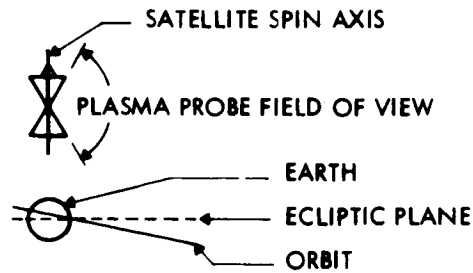 SATELLITE SPIN AXIS
PLASMA PROBE FIELD OF VIEW
EARTH
ECLIPTIC PLANE
ORBIT